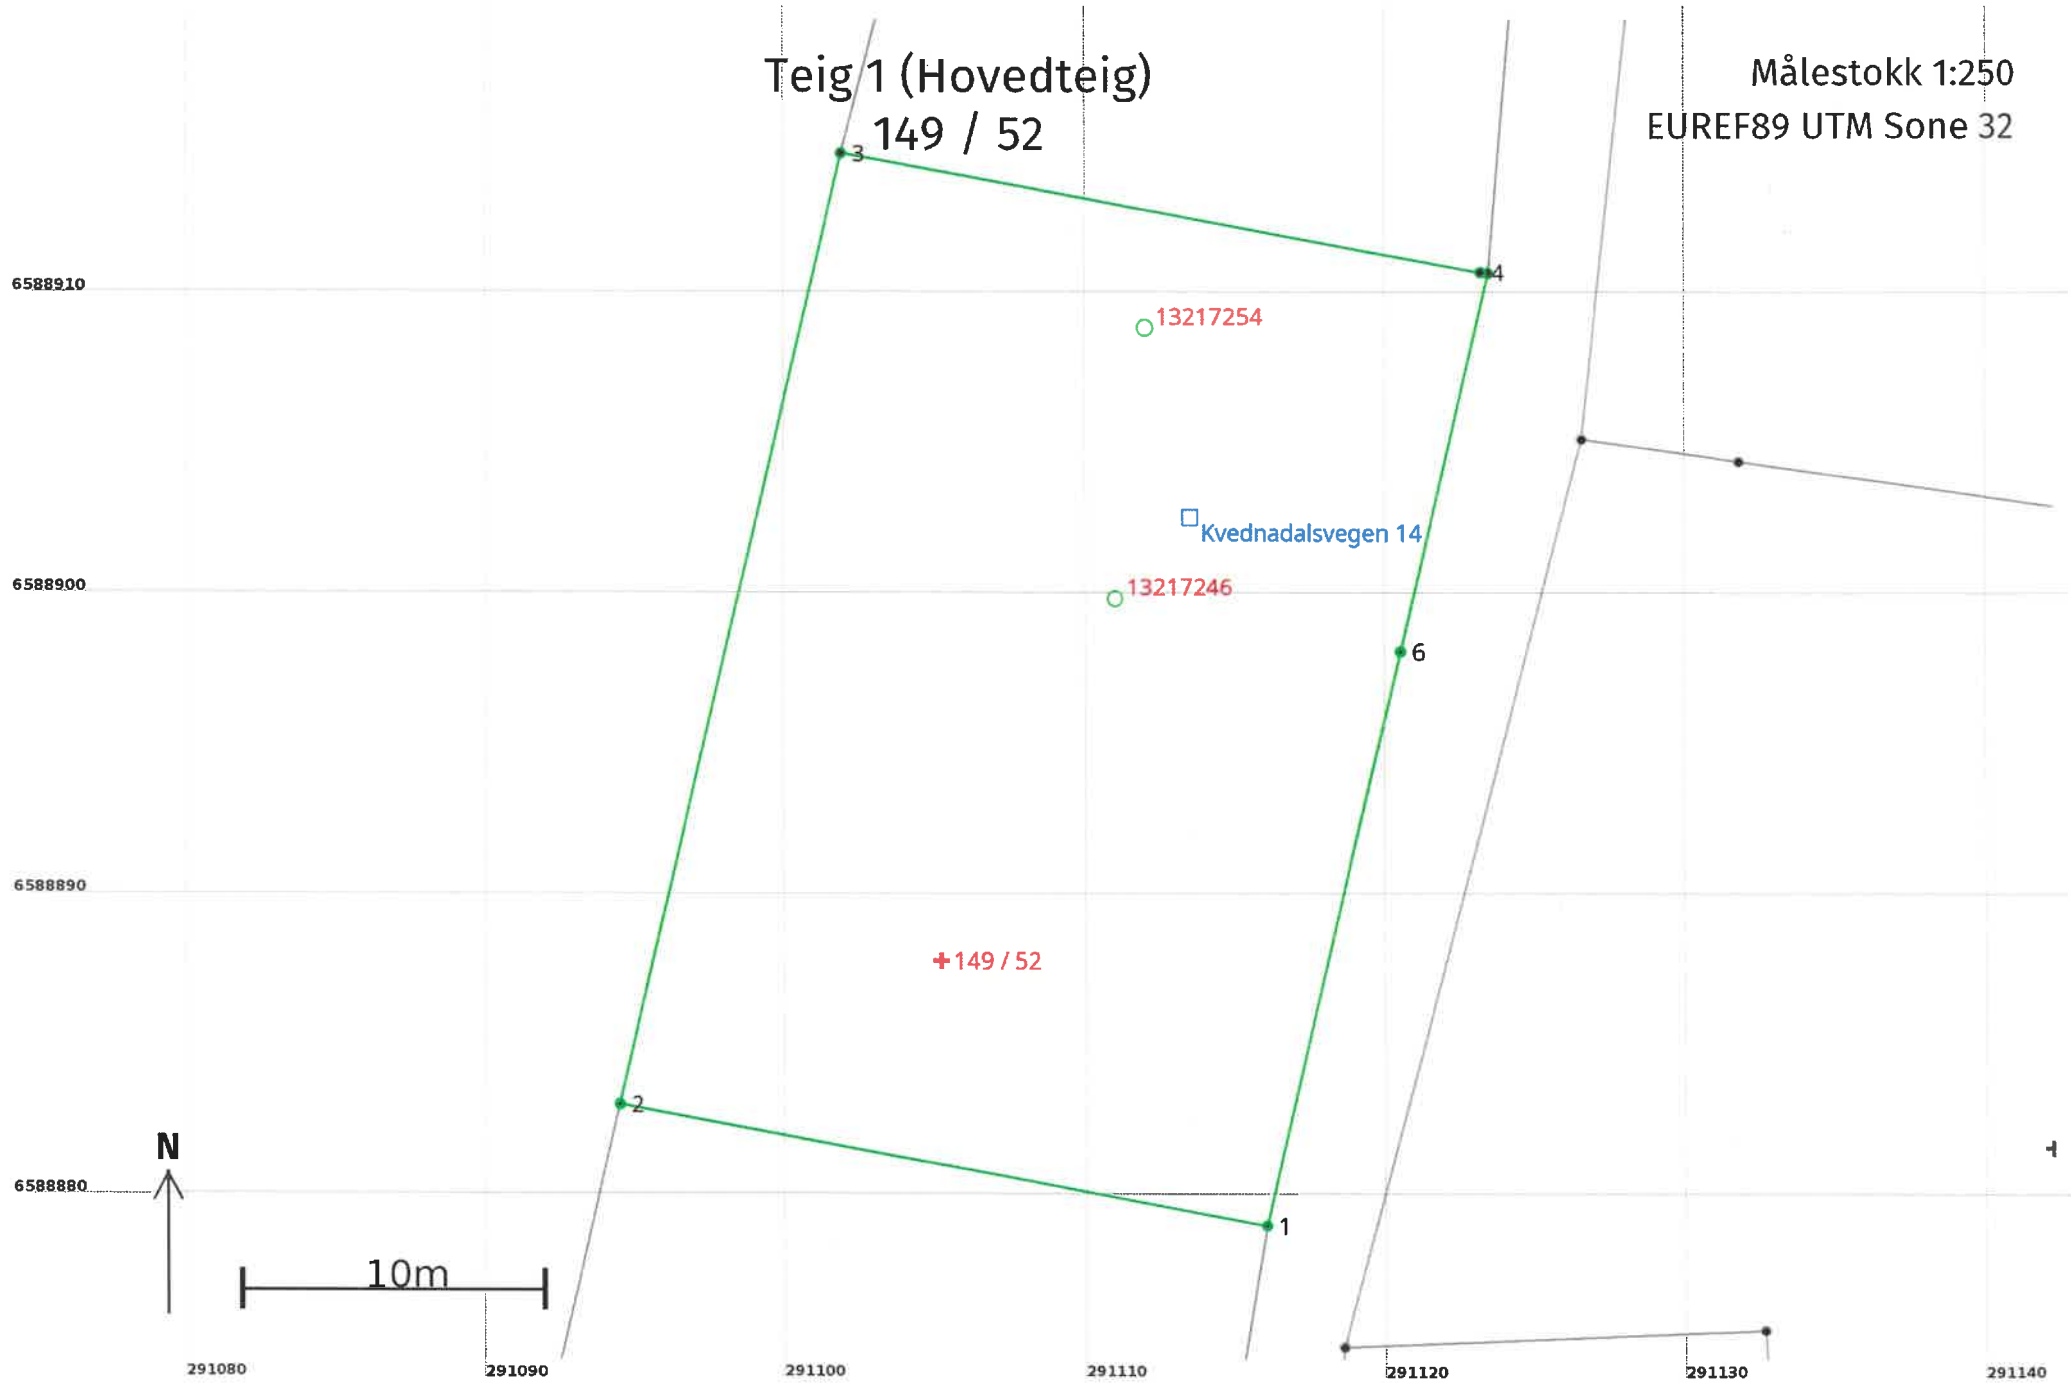 Teig 1 (Hovedteig)
149 / 52
Målestokk 1:250
EUREF89 UTM Sone 32
3
4
6588910
13217254
Kvednadalsvegen 14
6588900
13217246
6
6588890
149 / 52
2
N
6588880
1
10m
291080
291090
291100
291110
291120
291130
291140